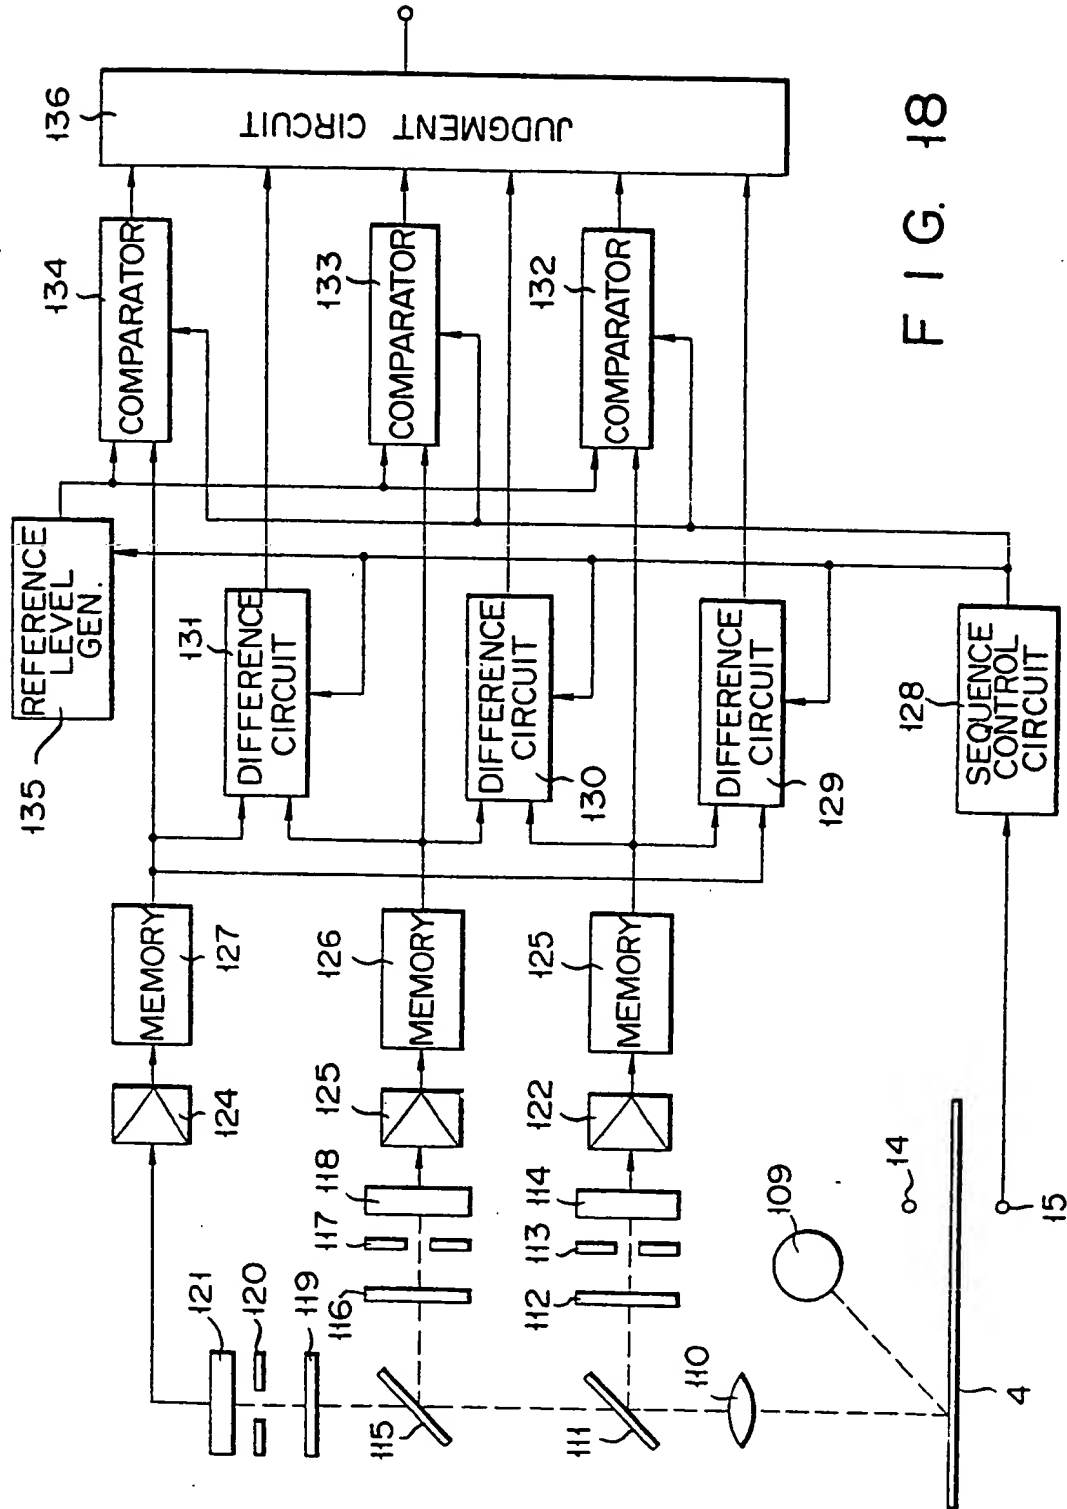 136
JUDGMENT CIRCUIT
134
COMPARATOR
133
COMPARATOR
132
COMPARATOR
FIG. 18
REFERENCE
LEVEL
GEN.
135
131
DIFFERENCE
CIRCUIT
DIFFERENCE
CIRCUIT
130
DIFFERENCE
CIRCUIT
129
128
SEQUENCE
CONTROL
CIRCUIT
MEMORY
127
126
MEMORY
125
MEMORY
124
125
122
118
117
116
114
113
112
121
120
119
115
111
110
109
14
15
4